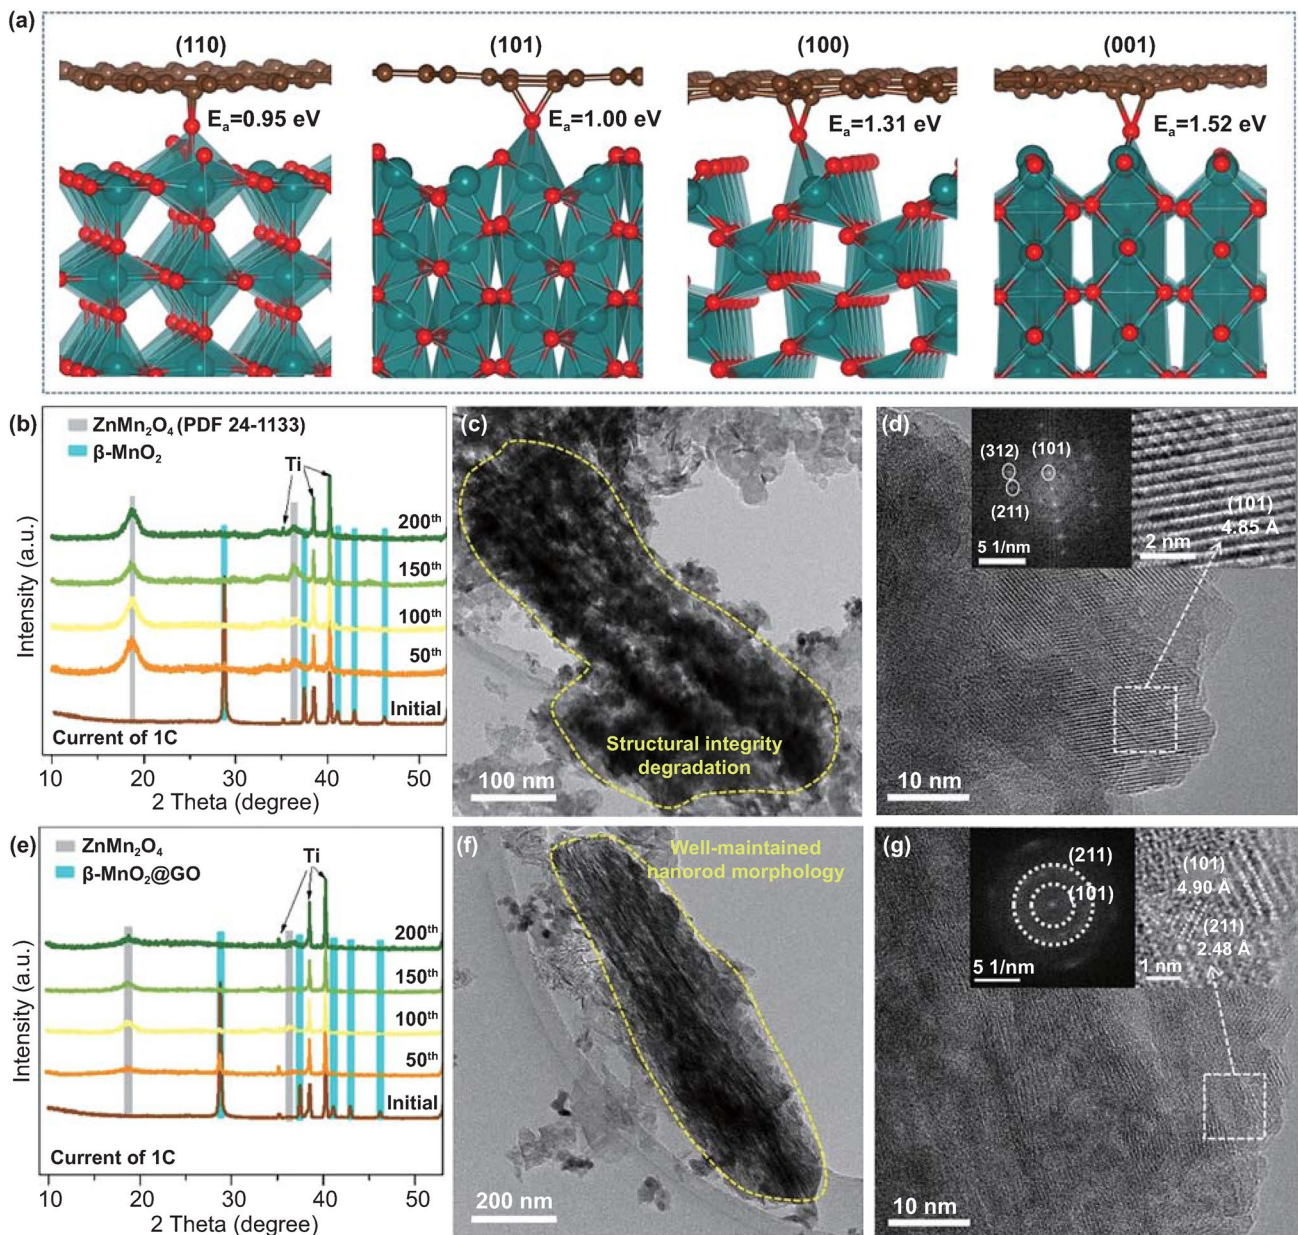 (a)
(110)
(101)
(100)
(001)
Eₐ=0.95 eV
Eₐ=1.00 eV
Eₐ=1.31 eV
Eₐ=1.52 eV
(b)
ZnMn₂O₄ (PDF 24-1133)
β-MnO₂
Ti
200ᵗʰ
150ᵗʰ
100ᵗʰ
50ᵗʰ
Initial
Current of 1C
Intensity (a.u.)
10 20 30 40 50
2 Theta (degree)
(c)
Structural integrity
degradation
100 nm
(d)
(312)
(101)
(211)
5 1/nm
(101)
4.85 Å
2 nm
10 nm
(e)
ZnMn₂O₄
β-MnO₂@GO
Ti
200ᵗʰ
150ᵗʰ
100ᵗʰ
50ᵗʰ
Initial
Current of 1C
Intensity (a.u.)
10 20 30 40 50
2 Theta (degree)
(f)
Well-maintained
hanorod morphology
200 nm
(g)
(211)
(101)
5 1/nm
(101)
4.90 Å
(211)
2.48 Å
1 nm
10 nm